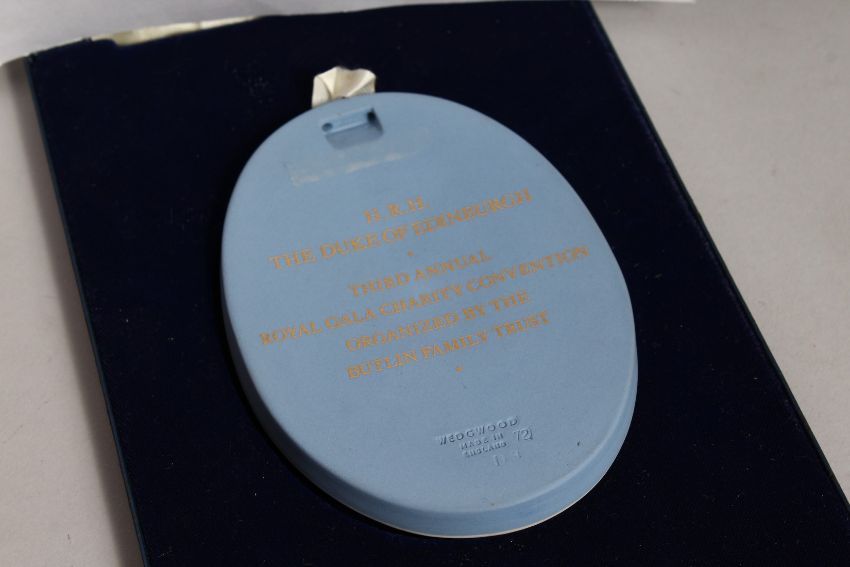 H.R.H.
THE DUKE OF EDINBURGH
THIRD ANNUAL
ROYAL GALA CHARITY CONVENTION
ORGANIZED BY THE
BUTLIN FAMILY TRUST
WEDGWOOD
MADE IN
ENGLAND
72